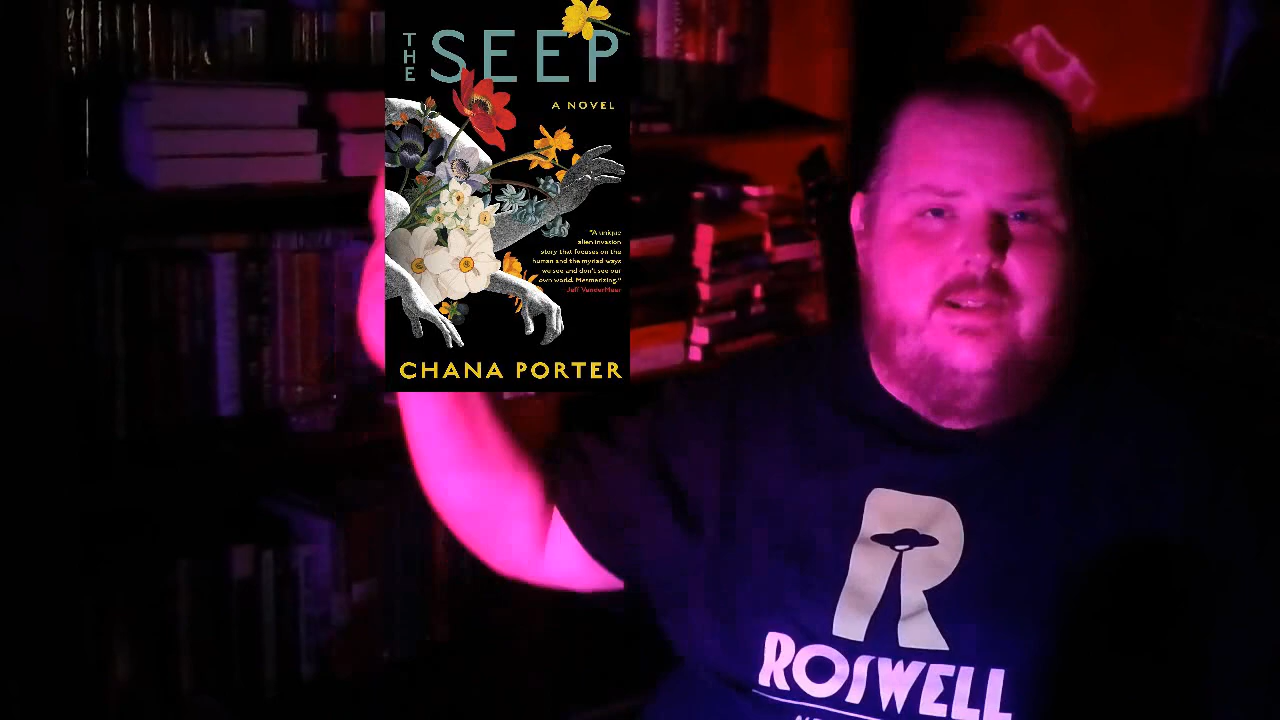 THE SEEP
A NOVEL
"A unique
alien invasion
story that focuses on the
human and the myriad ways
we see and don't see our
own world. Mesmerizing."
—Jeff VanderMeer
CHANA PORTER
R
ROSWELL